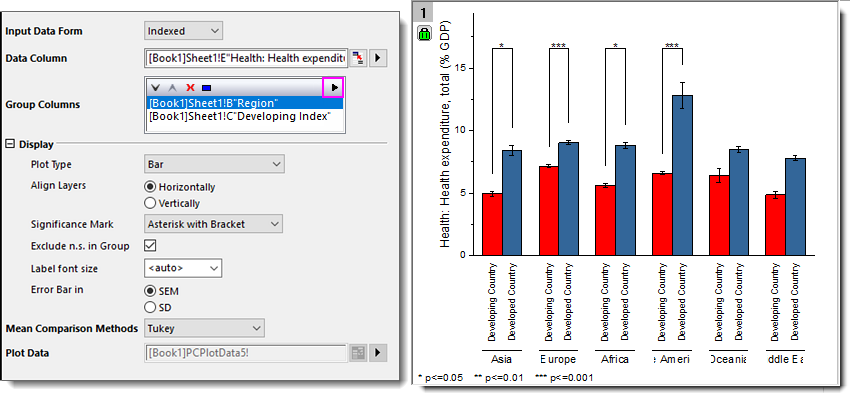 Input Data Form Indexed
Data Column [Book1]Sheet1!E"Health: Health expendit
Group Columns
[Book1]Sheet1!B"Region"
[Book1]Sheet1!C"Developing Index"
Display
Plot Type Bar
Align Layers Horizontally
Vertically
Significance Mark Asterisk with Bracket
Exclude n.s. in Group
Label font size <auto>
Error Bar in SEM
SD
Mean Comparison Methods Tukey
Plot Data [Book1]PCPlotData5!
1
Health: Health expenditure, total (% GDP)
15
10
5
0
* *** * ***
Developing Country
Developed Country
Developing Country
Developed Country
Developing Country
Developed Country
Developing Country
Developed Country
Developing Country
Developed Country
Developing Country
Developed Country
Asia Europe Africa e Ameri Oceania ddle Ea
* p<=0.05 ** p<=0.01 *** p<=0.001